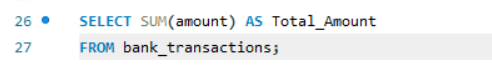 26 SELECT SUM(amount) AS Total_Amount
27 FROM bank_transactions;